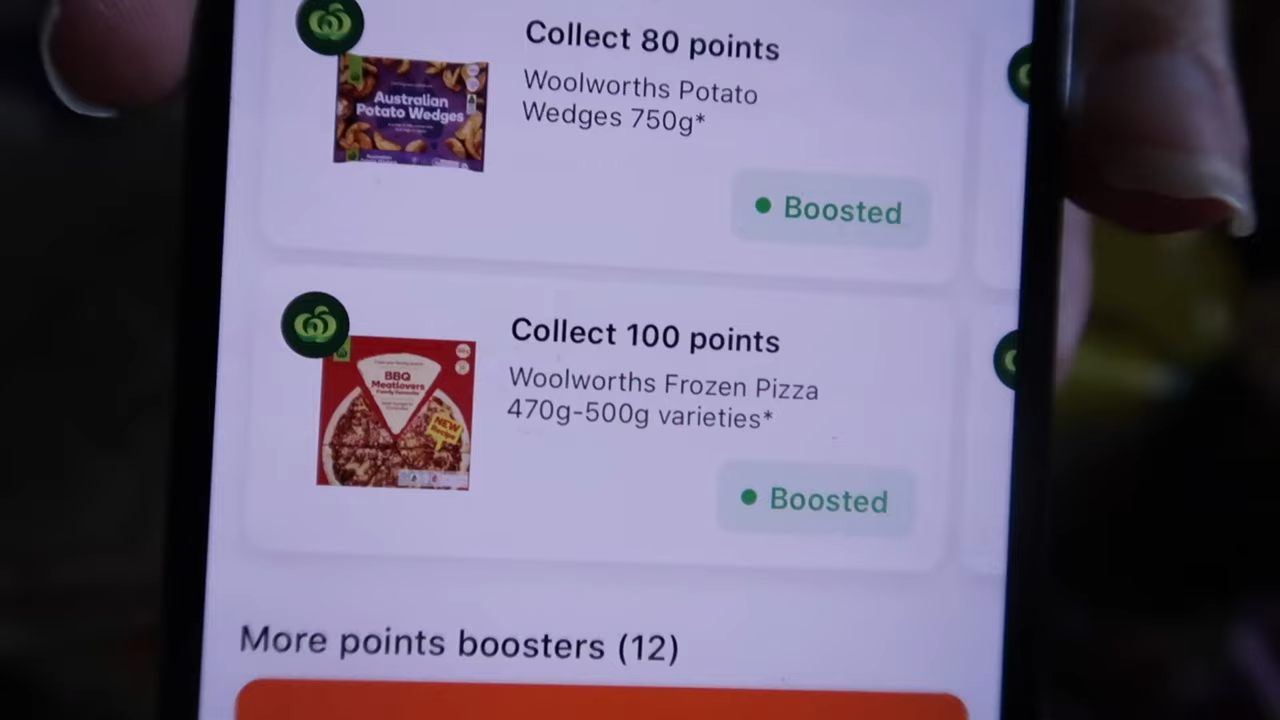 Collect 80 points
Woolworths Potato
Wedges 750g*
Australian
Potato Wedges
Boosted
Collect 100 points
Woolworths Frozen Pizza
470g-500g varieties*
BBQ
Meatlovers
NEW
Recipe
Boosted
More points boosters (12)